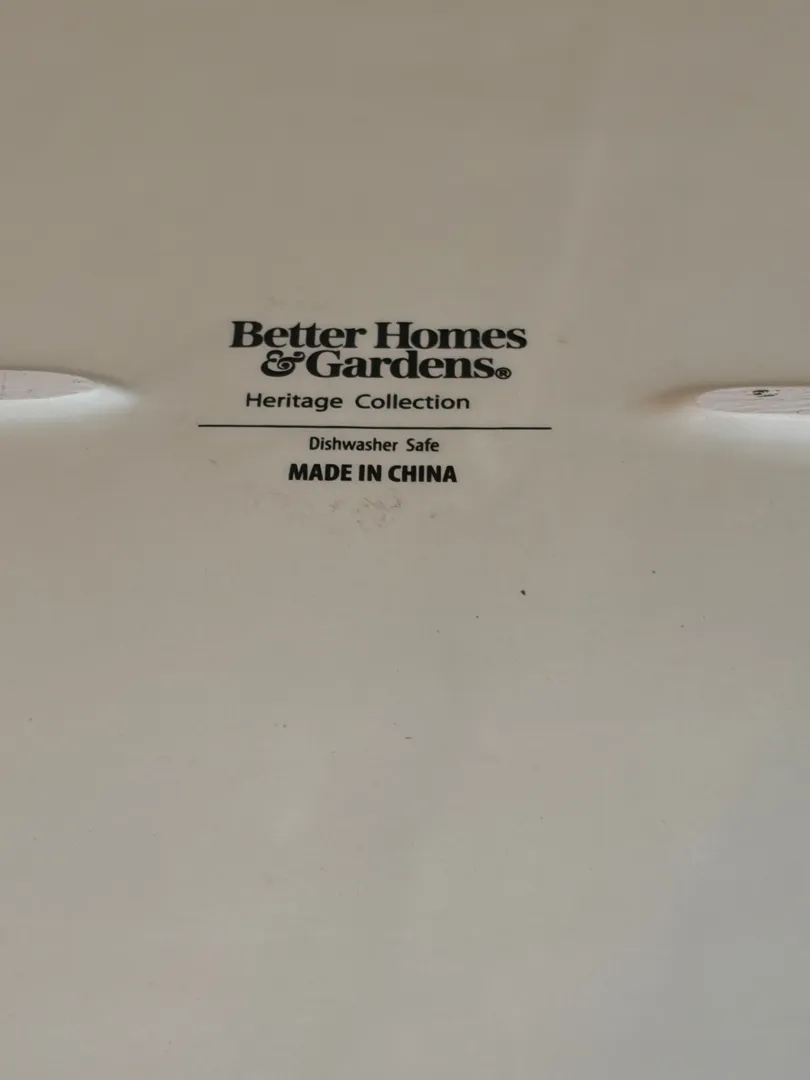 Better Homes
& Gardens®
Heritage Collection
Dishwasher Safe
MADE IN CHINA